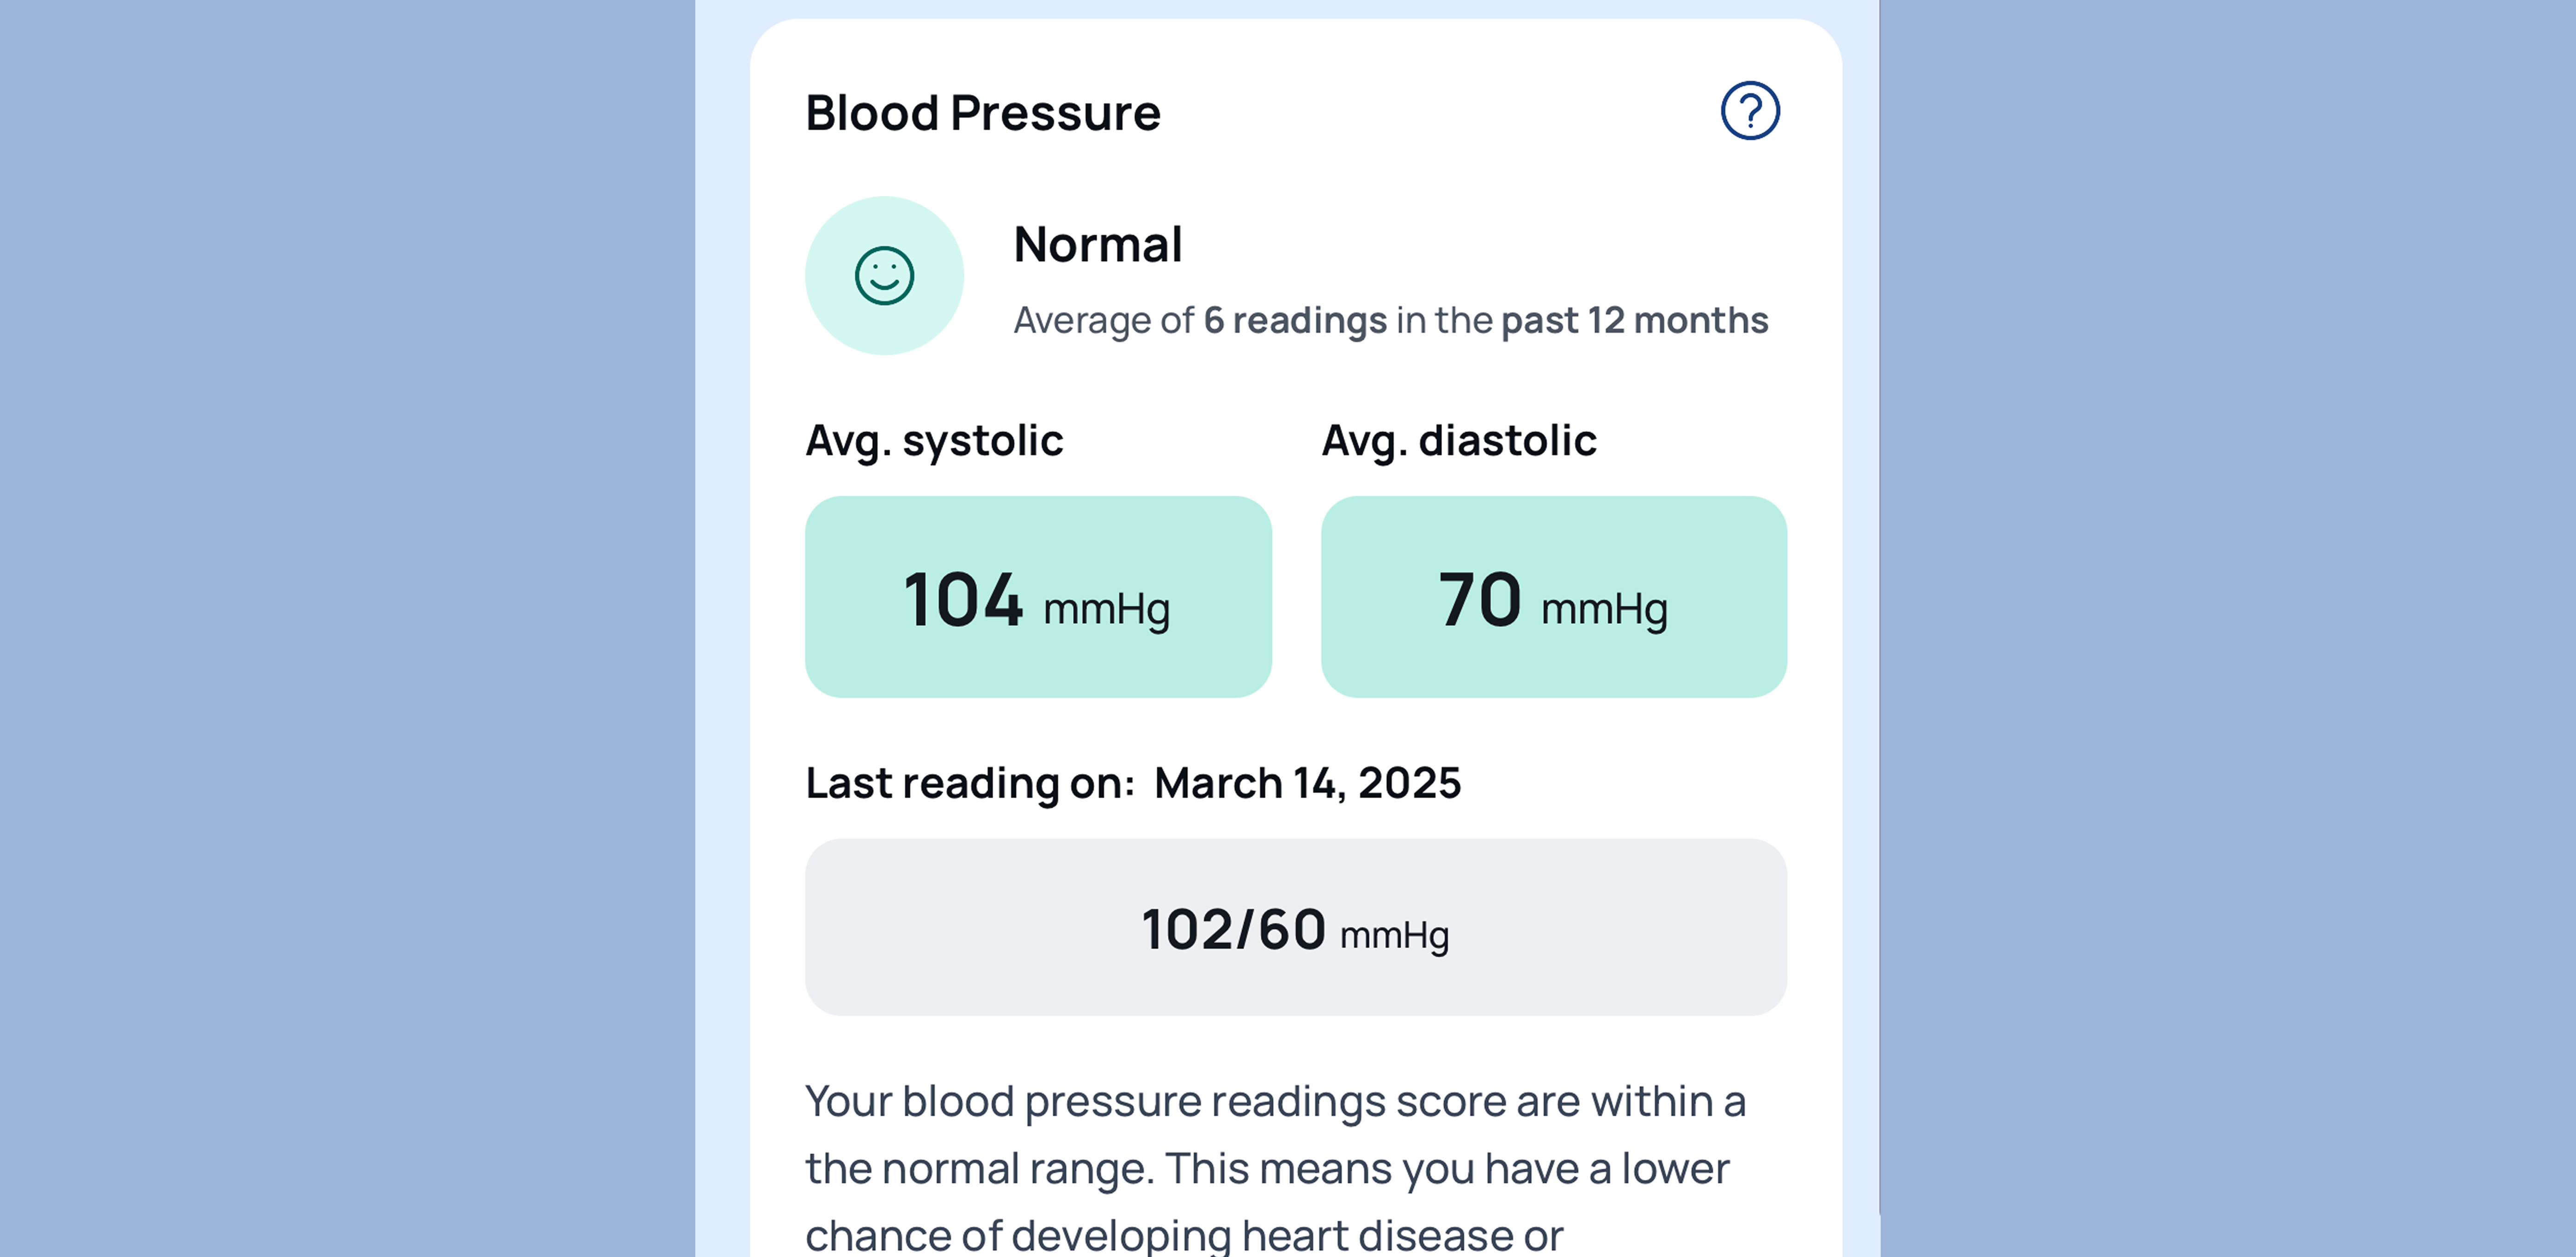 Blood Pressure
Normal
Average of 6 readings in the past 12 months
Avg. systolic
Avg. diastolic
104 mmHg
70 mmHg
Last reading on: March 14, 2025
102/60 mmHg
Your blood pressure readings score are within a
the normal range. This means you have a lower
chance of developing heart disease or